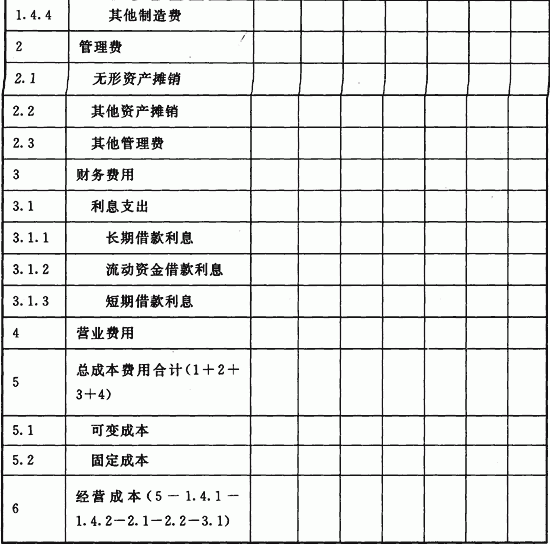 1.4.4 其他制造费
2 管理费
2.1 无形资产摊销
2.2 其他资产摊销
2.3 其他管理费
3 财务费用
3.1 利息支出
3.1.1 长期借款利息
3.1.2 流动资金借款利息
3.1.3 短期借款利息
4 营业费用
总成本费用合计(1+2+
5
3+4)
5.1 可变成本
5.2 固定成本
经营成本(5-1.4.1-
6
1.4.2-2.1-2.2-3.1)